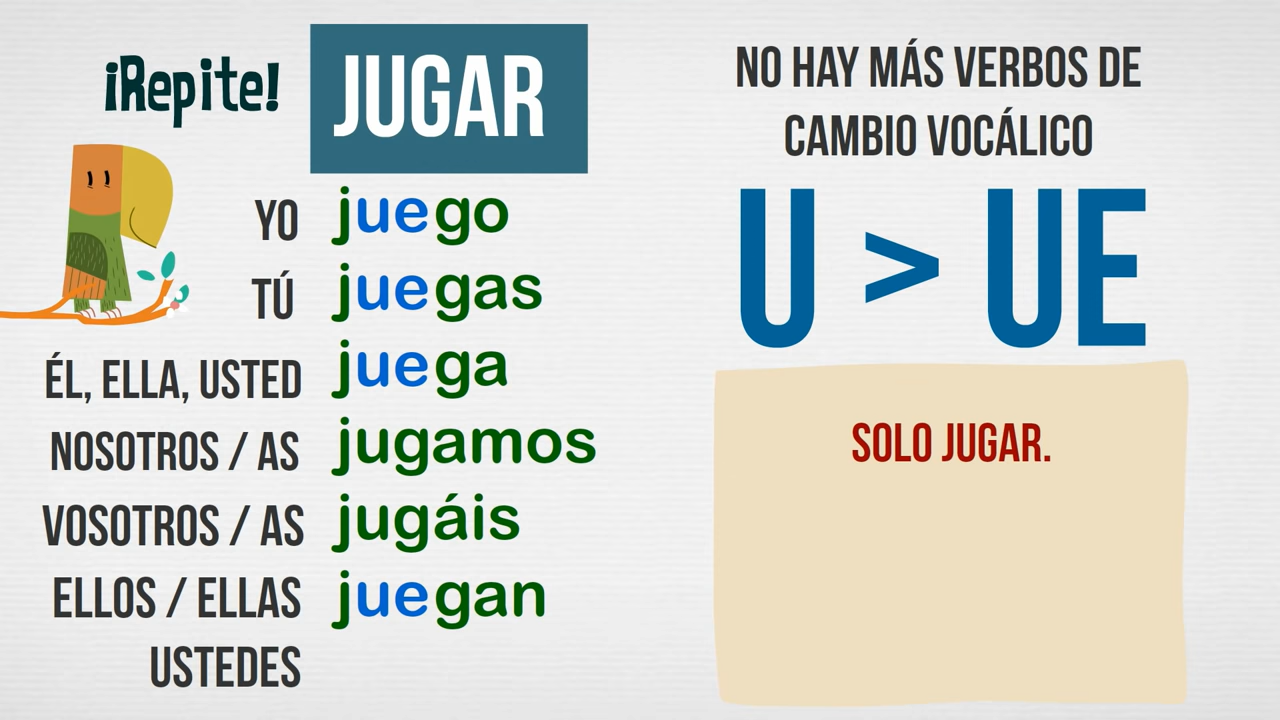 ¡Repite!
JUGAR
YO juego
TÚ juegas
ÉL, ELLA, USTED juega
NOSOTROS / AS jugamos
VOSOTROS / AS jugáis
ELLOS / ELLAS juegan
USTEDES
NO HAY MÁS VERBOS DE
CAMBIO VOCÁLICO
U > UE
SOLO JUGAR.